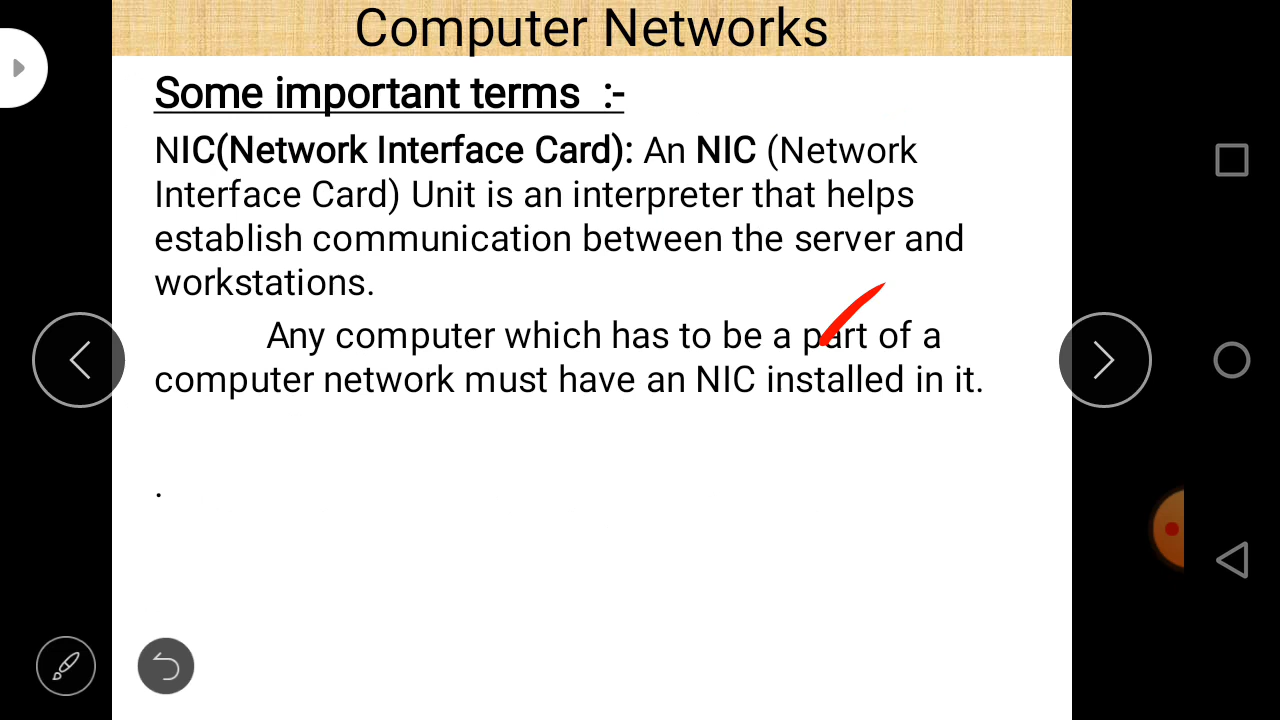 Computer Networks
Some important terms :-
NIC(Network Interface Card): An NIC (Network
Interface Card) Unit is an interpreter that helps
establish communication between the server and
workstations.
Any computer which has to be a part of a
computer network must have an NIC installed in it.
.